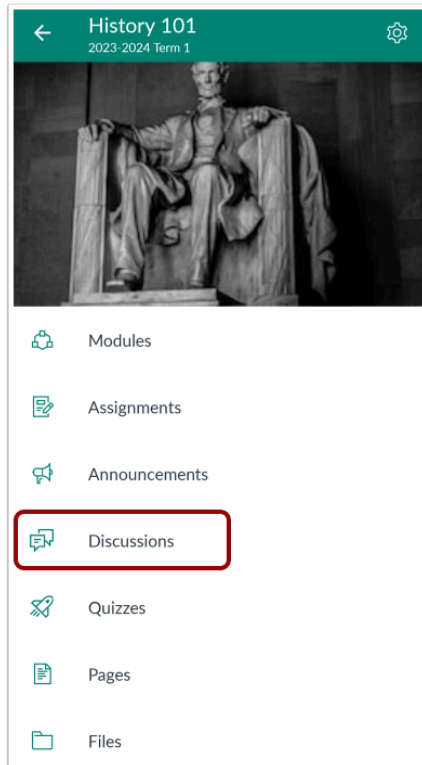 History 101
2023-2024 Term 1
Modules
Assignments
Announcements
Discussions
Quizzes
Pages
Files